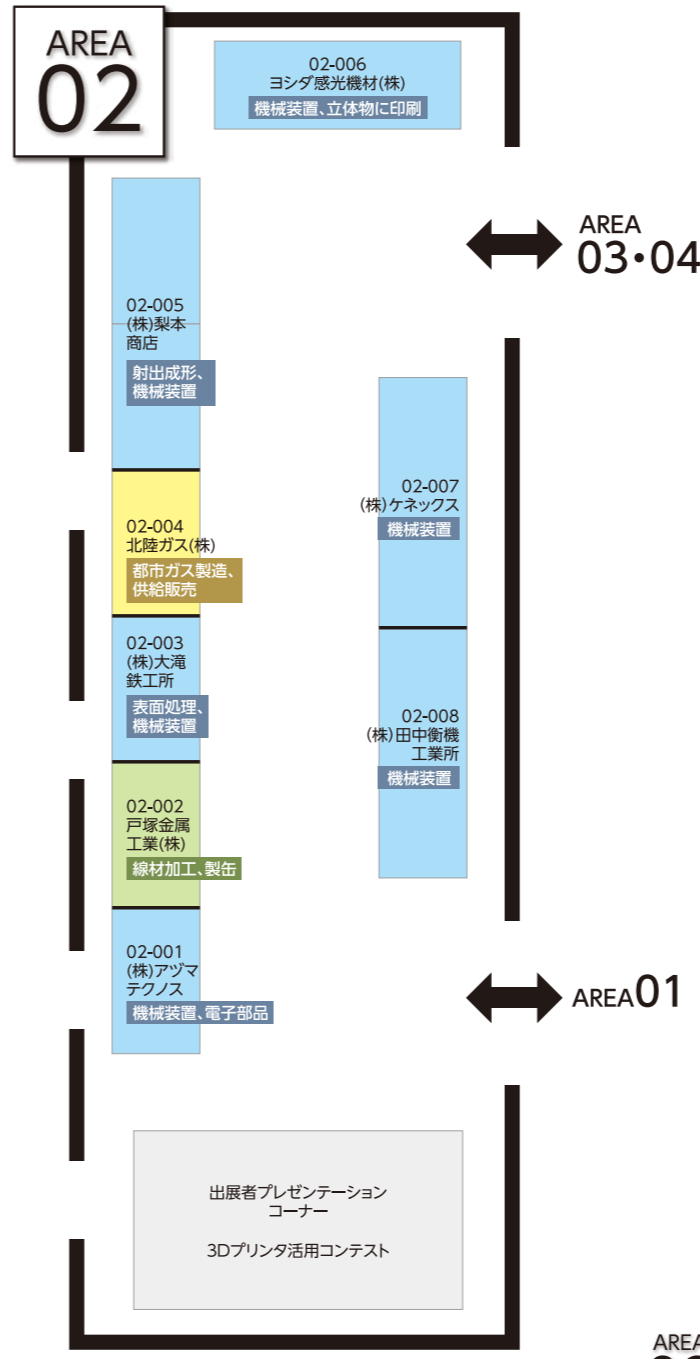 AREA
02
02-006
ヨシダ感光機材(株)
機械装置、立体物に印刷
AREA
03・04
02-005
(株)梨本
商店
射出成形、
機械装置
02-007
(株)ケネックス
機械装置
02-004
北陸ガス(株)
都市ガス製造、
供給販売
02-003
(株)大滝
鉄工所
表面処理、
機械装置
02-008
(株)田中衡機
工業所
機械装置
02-002
戸塚金属
工業(株)
線材加工、製缶
02-001
(株)アヅマ
テクノス
機械装置、電子部品
AREA01
出展者プレゼンテーション
コーナー
3Dプリンタ活用コンテスト
AREA